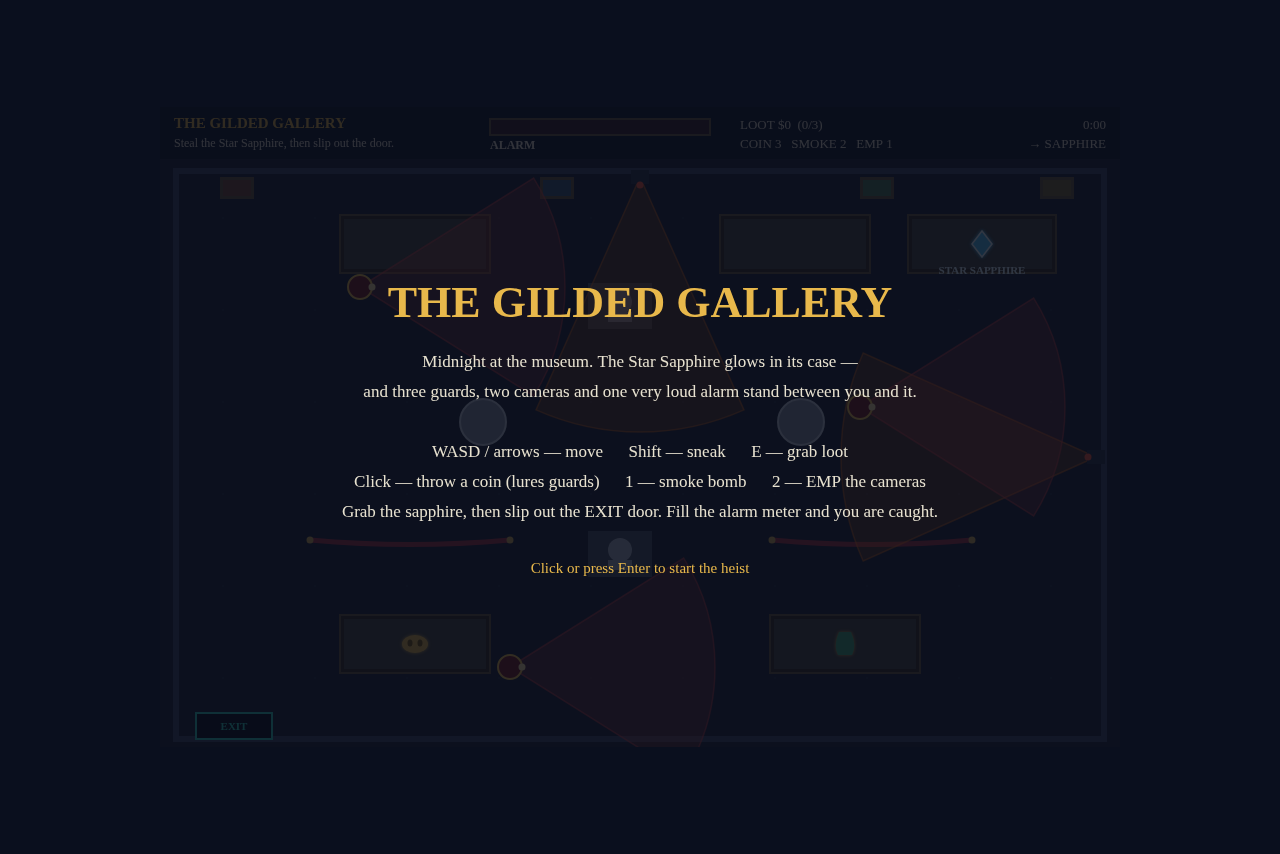 THE GILDED GALLERY
Steal the Star Sapphire, then slip out the door.
ALARM
LOOT $0 (0/3)
COIN 3 SMOKE 2 EMP 1
0:00
→ SAPPHIRE
STAR SAPPHIRE
THE GILDED GALLERY
Midnight at the museum. The Star Sapphire glows in its case —
and three guards, two cameras and one very loud alarm stand between you and it.
WASD / arrows — move Shift — sneak E — grab loot
Click — throw a coin (lures guards) 1 — smoke bomb 2 — EMP the cameras
Grab the sapphire, then slip out the EXIT door. Fill the alarm meter and you are caught.
Click or press Enter to start the heist
EXIT